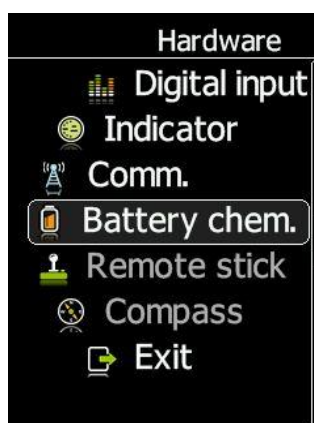 Hardware
Digital input
Indicator
Comm.
Battery chem.
Remote stick
Compass
Exit